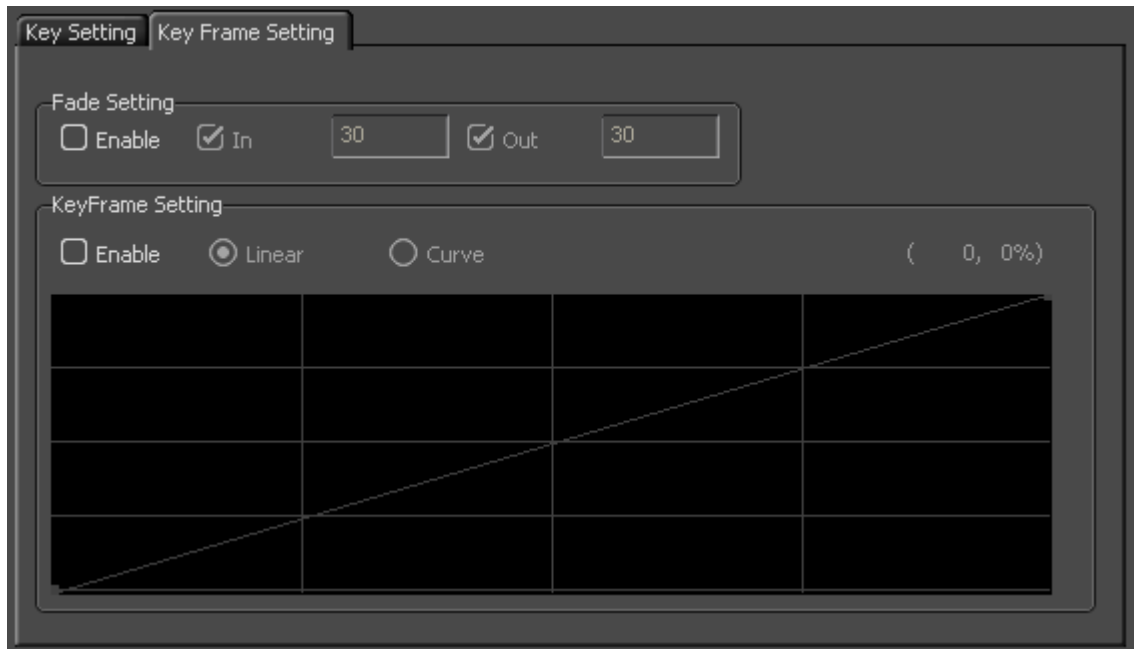 Key Setting Key Frame Setting
Fade Setting
Enable In 30 Out 30
KeyFrame Setting
Enable Linear Curve ( 0, 0%)